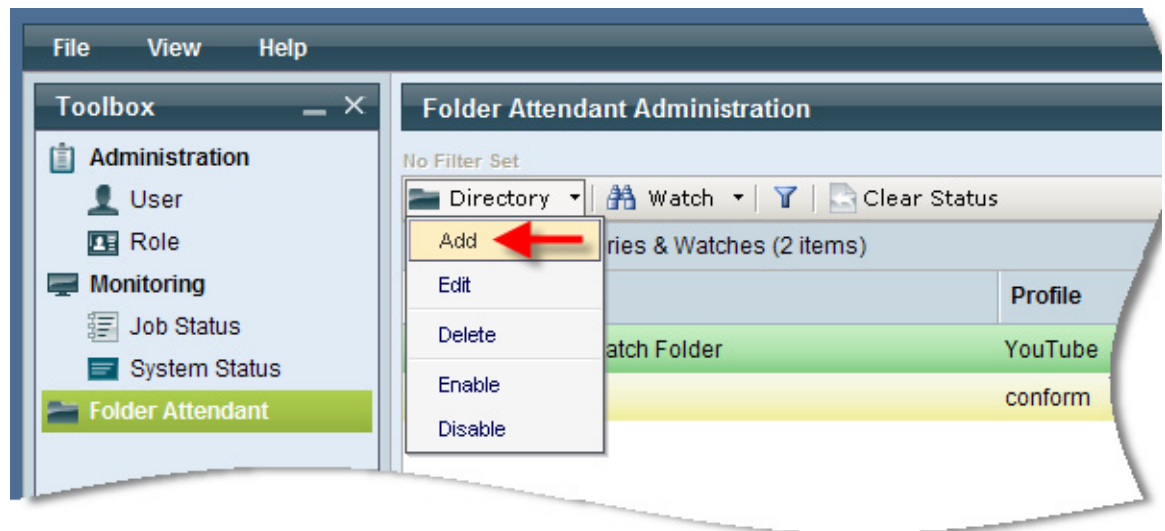 File View Help
Toolbox
Administration
User
Role
Monitoring
Job Status
System Status
Folder Attendant
Folder Attendant Administration
No Filter Set
Directory Watch Clear Status
Add
Edit
Delete
Enable
Disable
ries & Watches (2 items)
Profile
atch Folder YouTube
conform